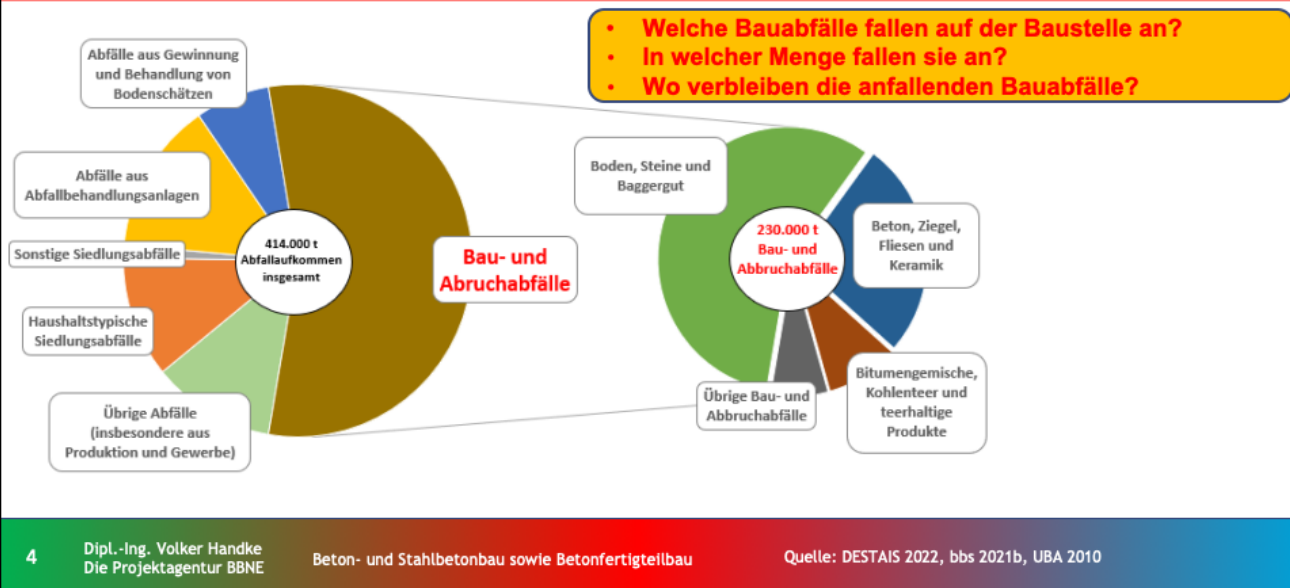 • Welche Bauabfälle fallen auf der Baustelle an?
• In welcher Menge fallen sie an?
• Wo verbleiben die anfallenden Bauabfälle?
Abfälle aus Gewinnung
und Behandlung von
Bodenschätzen
Abfälle aus
Abfallbehandlungsanlagen
Sonstige Siedlungsabfälle
Haushaltstypische
Siedlungsabfälle
Übrige Abfälle
(insbesondere aus
Produktion und Gewerbe)
414.000 t
Abfallaufkommen
insgesamt
Bau- und
Abruchabfälle
Boden, Steine und
Baggergut
230.000 t
Bau- und
Abbruchabfälle
Beton, Ziegel,
Fliesen und
Keramik
Übrige Bau- und
Abbruchabfälle
Bitumengemische,
Kohlenteer und
teerhaltige
Produkte
4
Dipl.-Ing. Volker Handke
Die Projektagentur BBNE
Beton- und Stahlbetonbau sowie Betonfertigteilbau
Quelle: DESTAIS 2022, bbs 2021b, UBA 2010